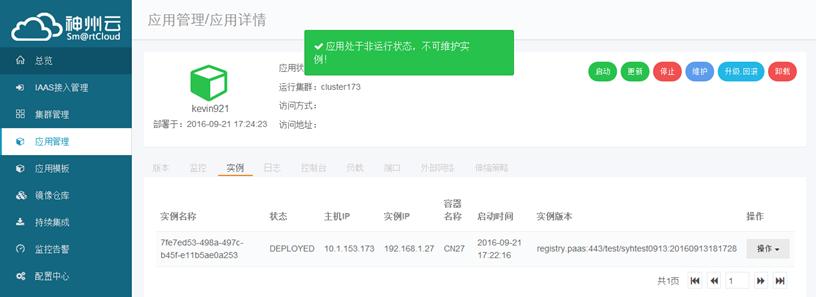 神州云
Sm@rtCloud
总览
IAAS接入管理
集群管理
应用管理
应用模板
镜像仓库
持续集成
监控告警
配置中心
应用管理/应用详情
应用处于非运行状态，不可维护实
例！
kevin921
部署于：2016-09-21 17:24:23
应用状
运行集群：cluster173
访问方式：
访问地址：
启动 更新 停止 维护 升级.回滚 卸载
版本 监控 实例 日志 控制台 负载 端口 外部网络 伸缩策略
实例名称 状态 主机IP 实例IP 容器名称 启动时间 实例版本 操作
7fe7ed53-498a-497c-
b45f-e11b5ae0a253
DEPLOYED 10.1.153.173 192.168.1.27 CN27
2016-09-21
17:22:16
registry.paas:443/test/syhtest0913:20160913181728
操作
共1页 1